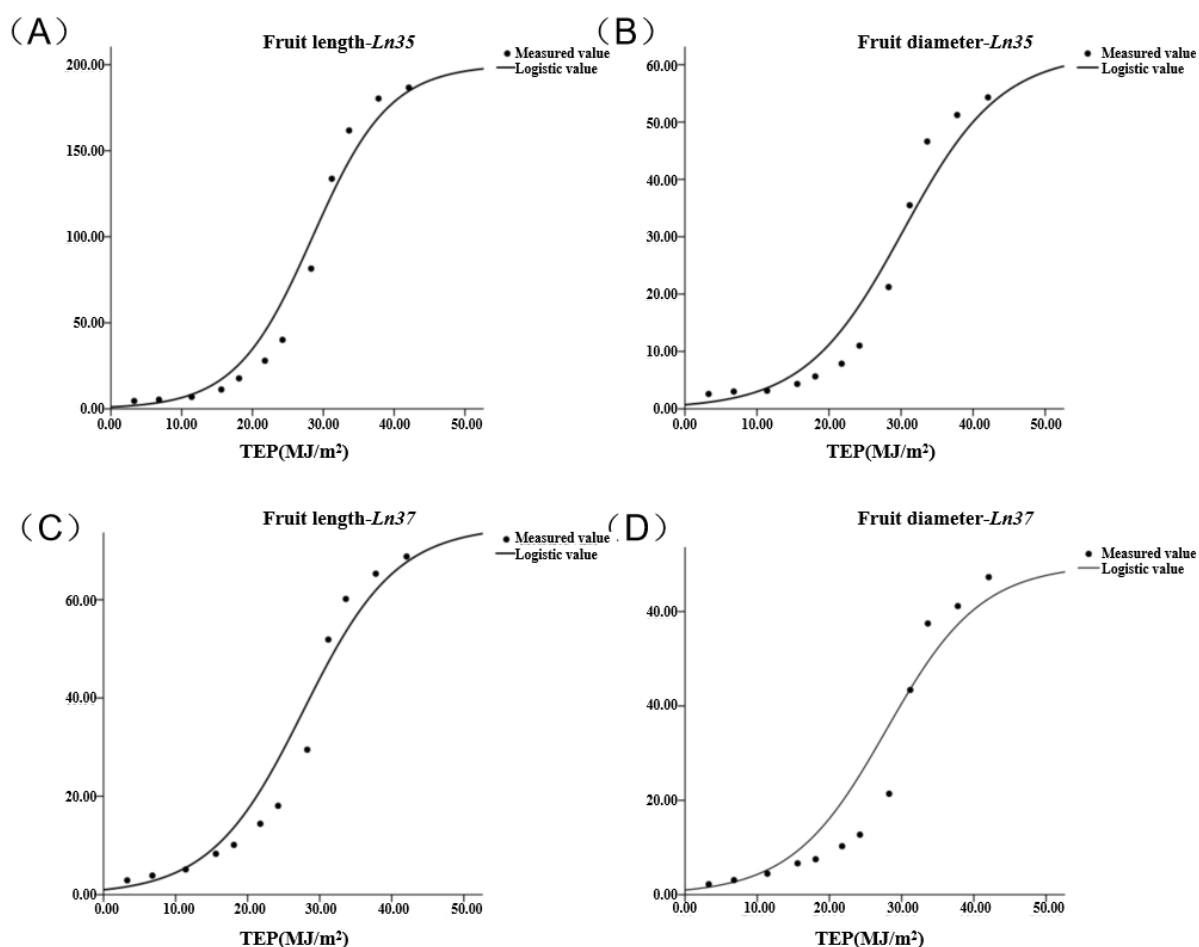 (A)
Fruit length-Ln35
Measured value
Logistic value
200.00
150.00
100.00
50.00
0.00
0.00 10.00 20.00 30.00 40.00 50.00
TEP(MJ/m²)
(B)
Fruit diameter-Ln35
Measured value
Logistic value
60.00
50.00
40.00
30.00
20.00
10.00
0.00
0.00 10.00 20.00 30.00 40.00 50.00
TEP(MJ/m²)
(C)
Fruit length-Ln37
Measured value
Logistic value
60.00
40.00
20.00
0.00
0.00 10.00 20.00 30.00 40.00 50.00
TEP(MJ/m²)
(D)
Fruit diameter-Ln37
Measured value
Logistic value
40.00
40.00
20.00
0.00
0.00 10.00 20.00 30.00 40.00 50.00
TEP(MJ/m²)